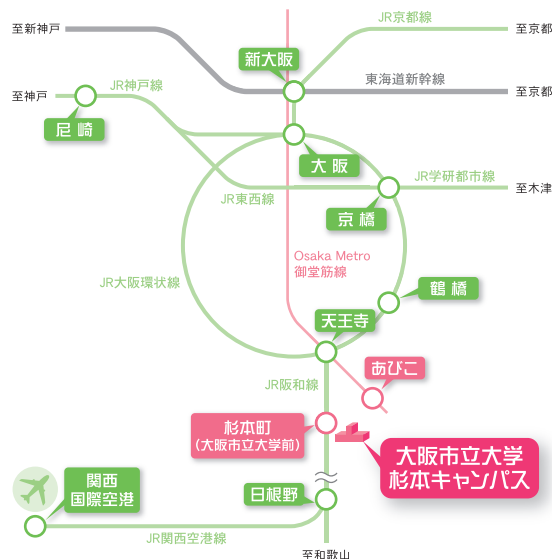 JR京都線
至新神戸
至京都
新大阪
東海道新幹線
JR神戸線
至神戸
至京都
尼崎
大阪
JR学研都市線
至木津
JR東西線
京橋
Osaka Metro
御堂筋線
JR大阪環状線
鶴橋
天王寺
あびこ
JR阪和線
杉本町
(大阪市立大学前)
大阪市立大学
杉本キャンパス
関西
国際空港
日根野
JR関西空港線
至和歌山